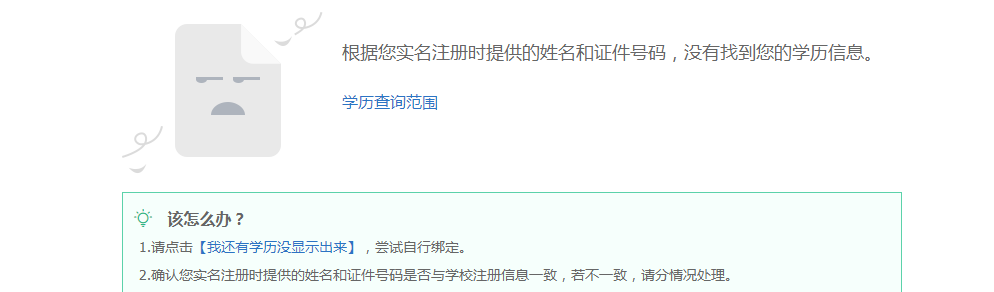 根据您实名注册时提供的姓名和证件号码，没有找到您的学历信息。
学历查询范围
该怎么办？
1.请点击【我还有学历没显示出来】，尝试自行绑定。
2.确认您实名注册时提供的姓名和证件号码是否与学校注册信息一致，若不一致，请分情况处理。